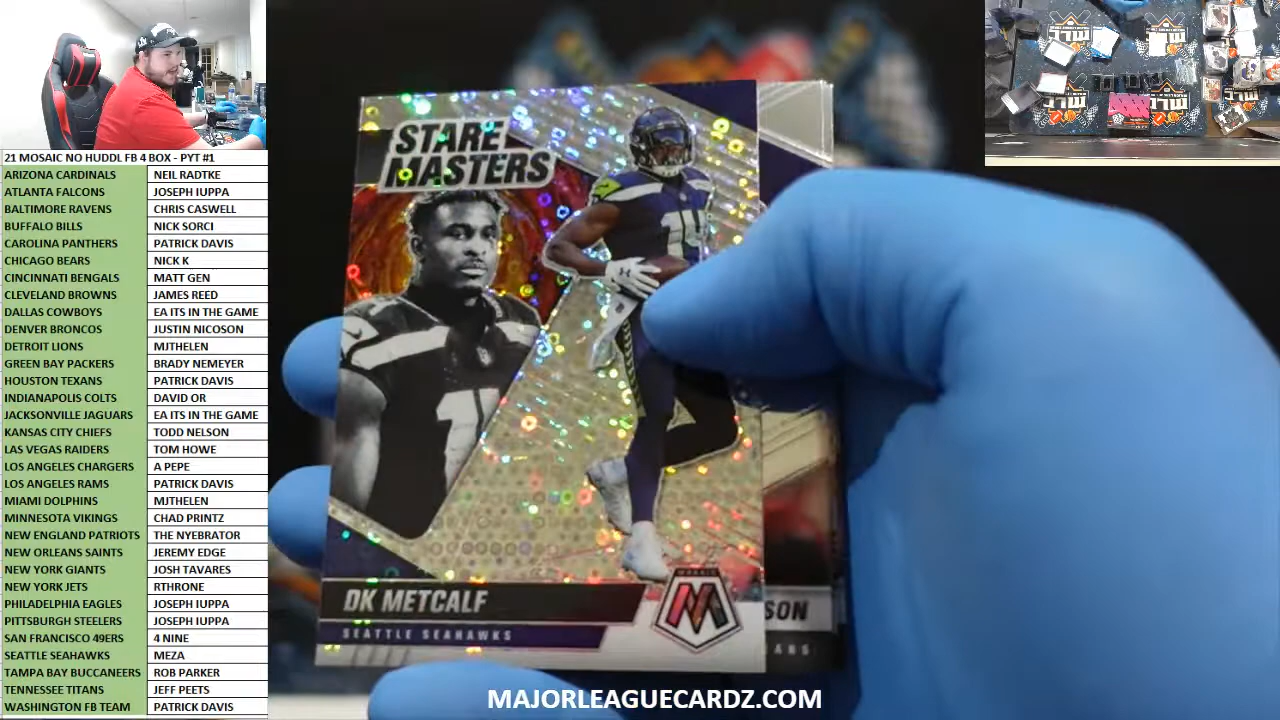 21 MOSAIC NO HUDDL FB 4 BOX - PYT #1
ARIZONA CARDINALS NEIL RADTKE
ATLANTA FALCONS JOSEPH IUPPA
BALTIMORE RAVENS CHRIS CASWELL
BUFFALO BILLS NICK SORCI
CAROLINA PANTHERS PATRICK DAVIS
CHICAGO BEARS NICK K
CINCINNATI BENGALS MATT GEN
CLEVELAND BROWNS JAMES REED
DALLAS COWBOYS EA ITS IN THE GAME
DENVER BRONCOS JUSTIN NICOSON
DETROIT LIONS MJTHELEN
GREEN BAY PACKERS BRADY NEMEYER
HOUSTON TEXANS PATRICK DAVIS
INDIANAPOLIS COLTS DAVID OR
JACKSONVILLE JAGUARS EA ITS IN THE GAME
KANSAS CITY CHIEFS TODD NELSON
LAS VEGAS RAIDERS TOM HOWE
LOS ANGELES CHARGERS A PEPE
LOS ANGELES RAMS PATRICK DAVIS
MIAMI DOLPHINS MJTHELEN
MINNESOTA VIKINGS CHAD PRINTZ
NEW ENGLAND PATRIOTS THE NYEBRATOR
NEW ORLEANS SAINTS JEREMY EDGE
NEW YORK GIANTS JOSH TAVARES
NEW YORK JETS RTHRONE
PHILADELPHIA EAGLES JOSEPH IUPPA
PITTSBURGH STEELERS JOSEPH IUPPA
SAN FRANCISCO 49ERS 4 NINE
SEATTLE SEAHAWKS MEZA
TAMPA BAY BUCCANEERS ROB PARKER
TENNESSEE TITANS JEFF PEETS
WASHINGTON FB TEAM PATRICK DAVIS
STARE
MASTERS
14
DK METCALF
SEATTLE SEAHAWKS
MOSAIC
SON
ANS
MAJORLEAGUECARDZ.COM